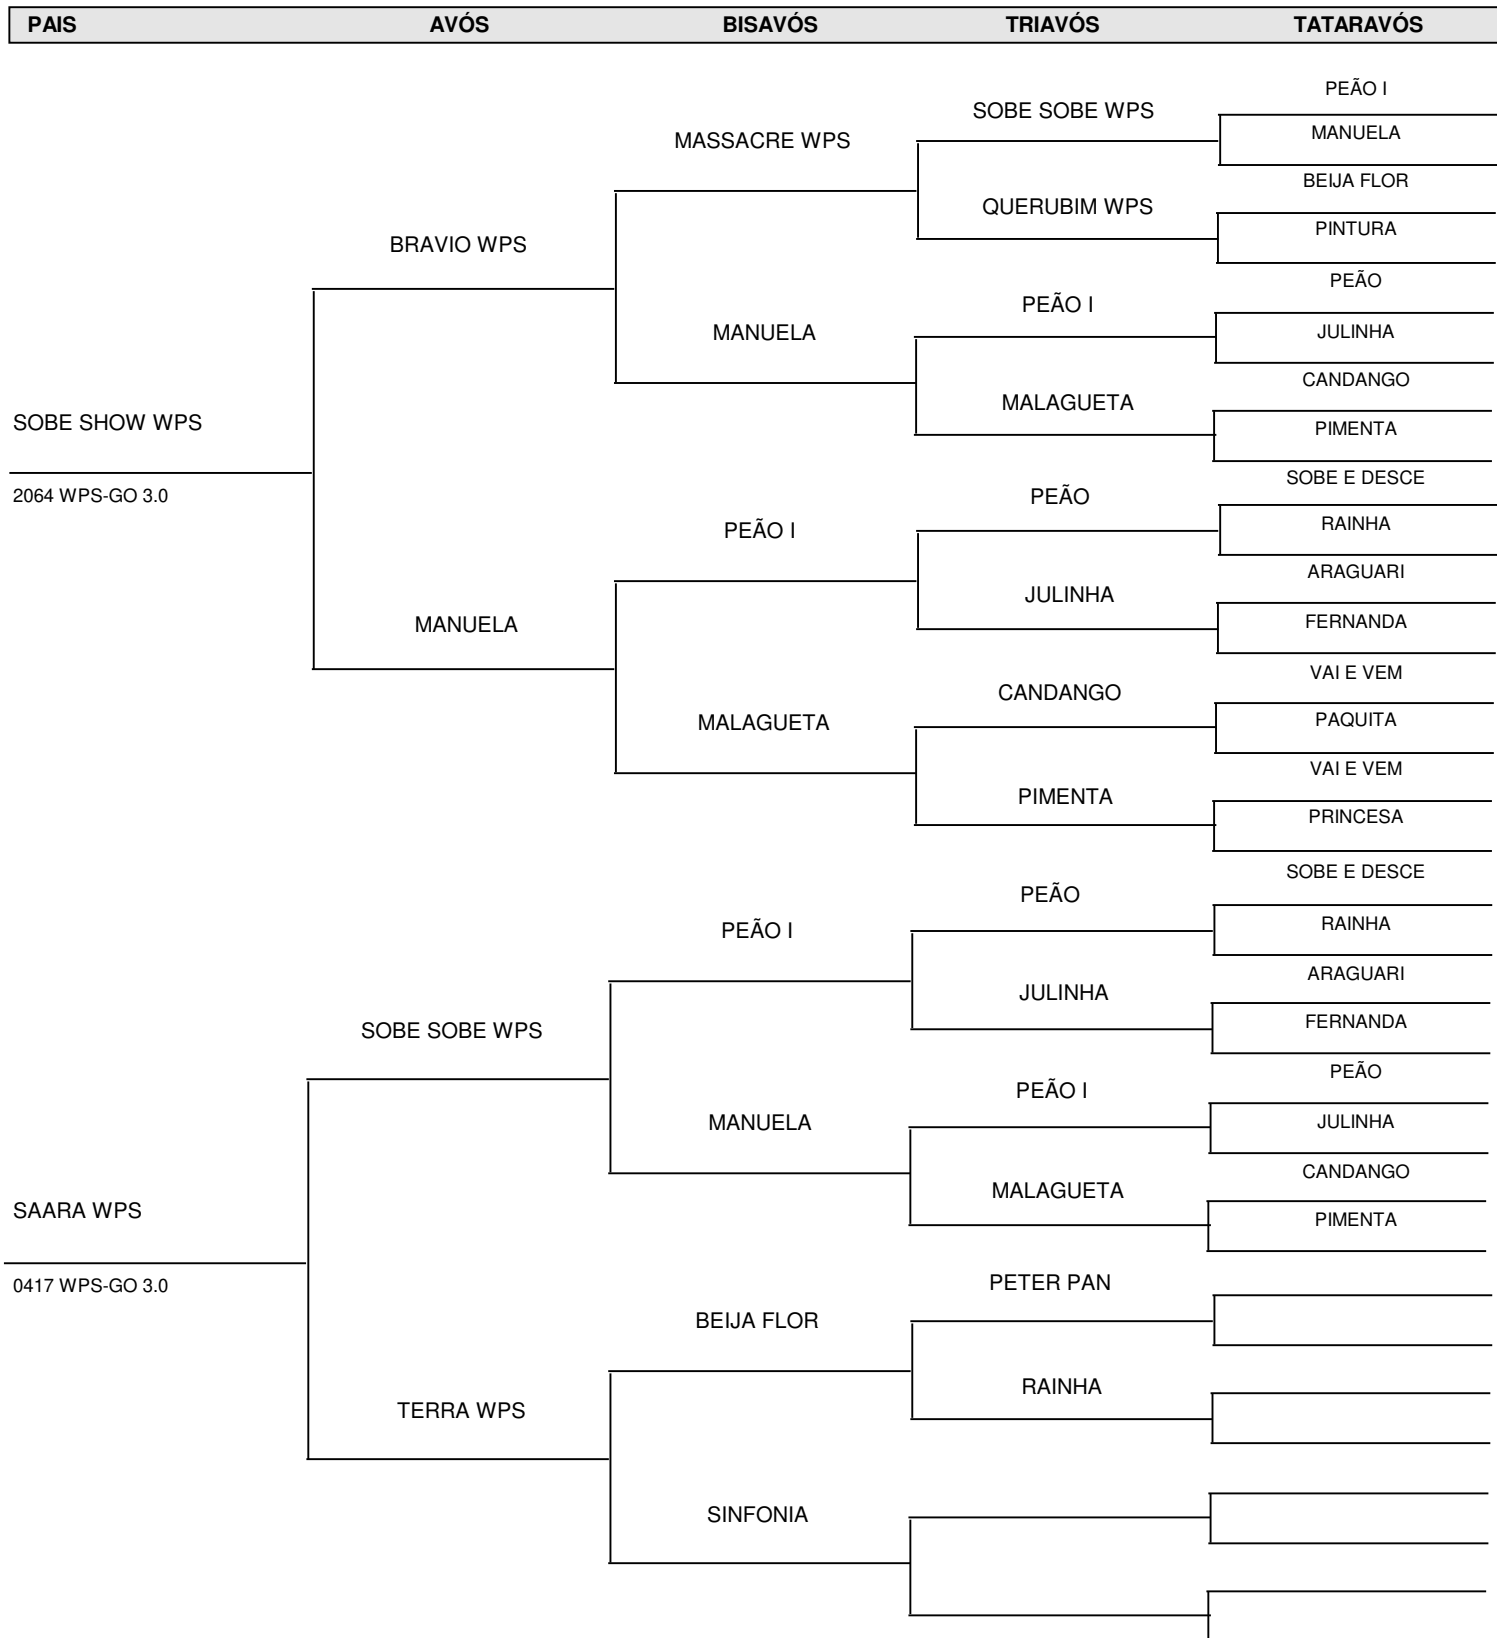 PAIS AVÓS BISAVÓS TRIAVÓS TATARAVÓS
PEÃO I
SOBE SOBE WPS
MANUELA
MASSACRE WPS
BEIJA FLOR
QUERUBIM WPS
PINTURA
BRAVIO WPS
PEÃO
PEÃO I
JULINHA
MANUELA
CANDANGO
MALAGUETA
SOBE SHOW WPS
PIMENTA
SOBE E DESCE
2064 WPS-GO 3.0
PEÃO
RAINHA
PEÃO I
ARAGUARI
JULINHA
FERNANDA
MANUELA
VAI E VEM
CANDANGO
PAQUITA
MALAGUETA
VAI E VEM
PIMENTA
PRINCESA
SOBE E DESCE
PEÃO
RAINHA
PEÃO I
ARAGUARI
JULINHA
FERNANDA
SOBE SOBE WPS
PEÃO
PEÃO I
JULINHA
MANUELA
CANDANGO
MALAGUETA
SAARA WPS
PIMENTA
0417 WPS-GO 3.0
PETER PAN
BEIJA FLOR
RAINHA
TERRA WPS
SINFONIA